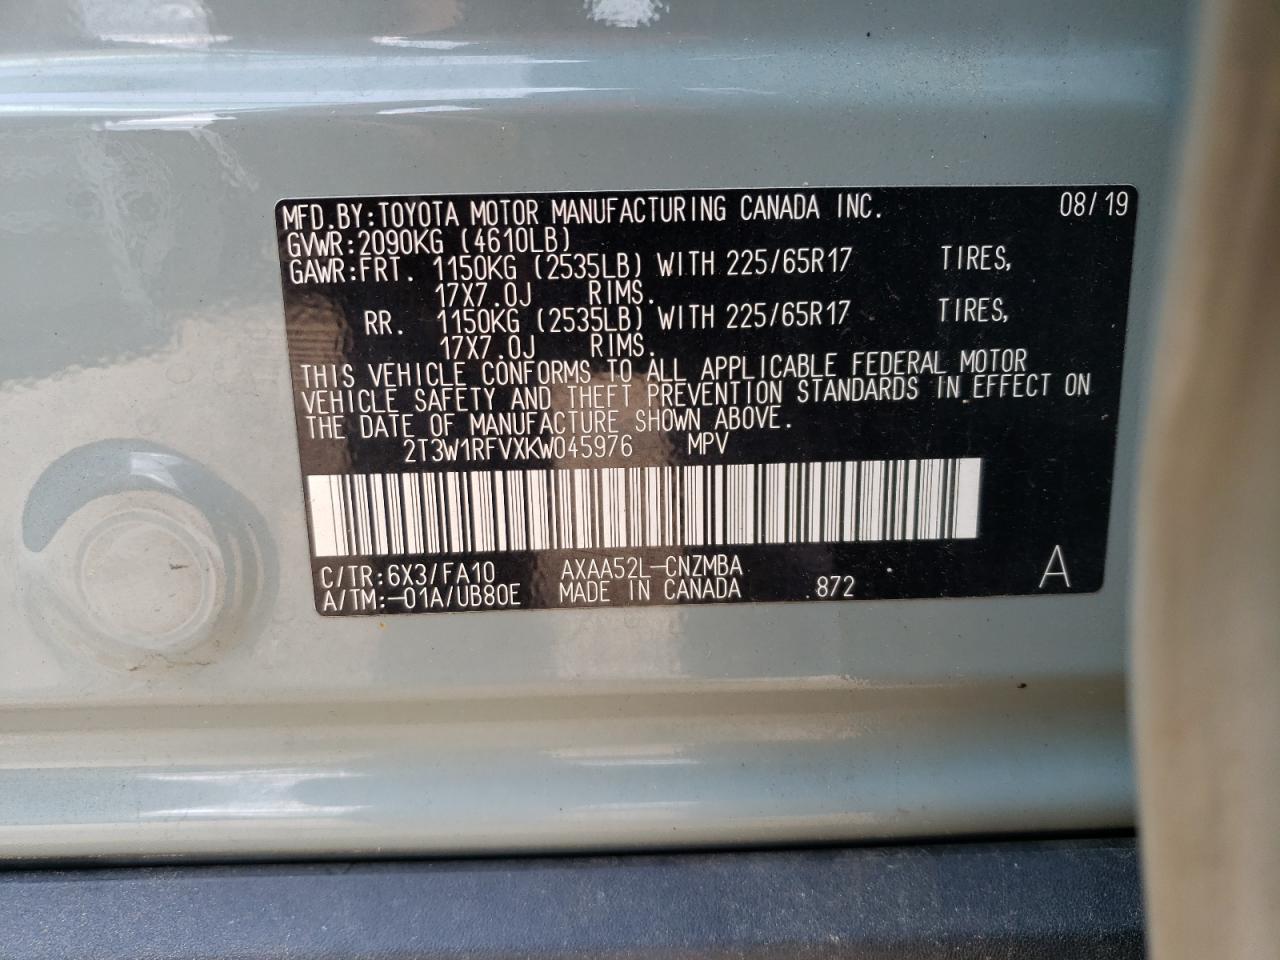 MFD.BY:TOYOTA MOTOR MANUFACTURING CANADA INC. 08/19
GVWR:2090KG (4610LB)
GAWR:FRT. 1150KG (2535LB) WITH 225/65R17 TIRES,
17X7.0J RIMS.
RR. 1150KG (2535LB) WITH 225/65R17 TIRES,
17X7.0J RIMS.
THIS VEHICLE CONFORMS TO ALL APPLICABLE FEDERAL MOTOR
VEHICLE SAFETY AND THEFT PREVENTION STANDARDS IN EFFECT ON
THE DATE OF MANUFACTURE SHOWN ABOVE.
2T3W1RFVXKW045976 MPV
C/TR:6X3/FA10 AXAA52L-CNZMBA A
A/TM:-01A/UB80E MADE IN CANADA 872